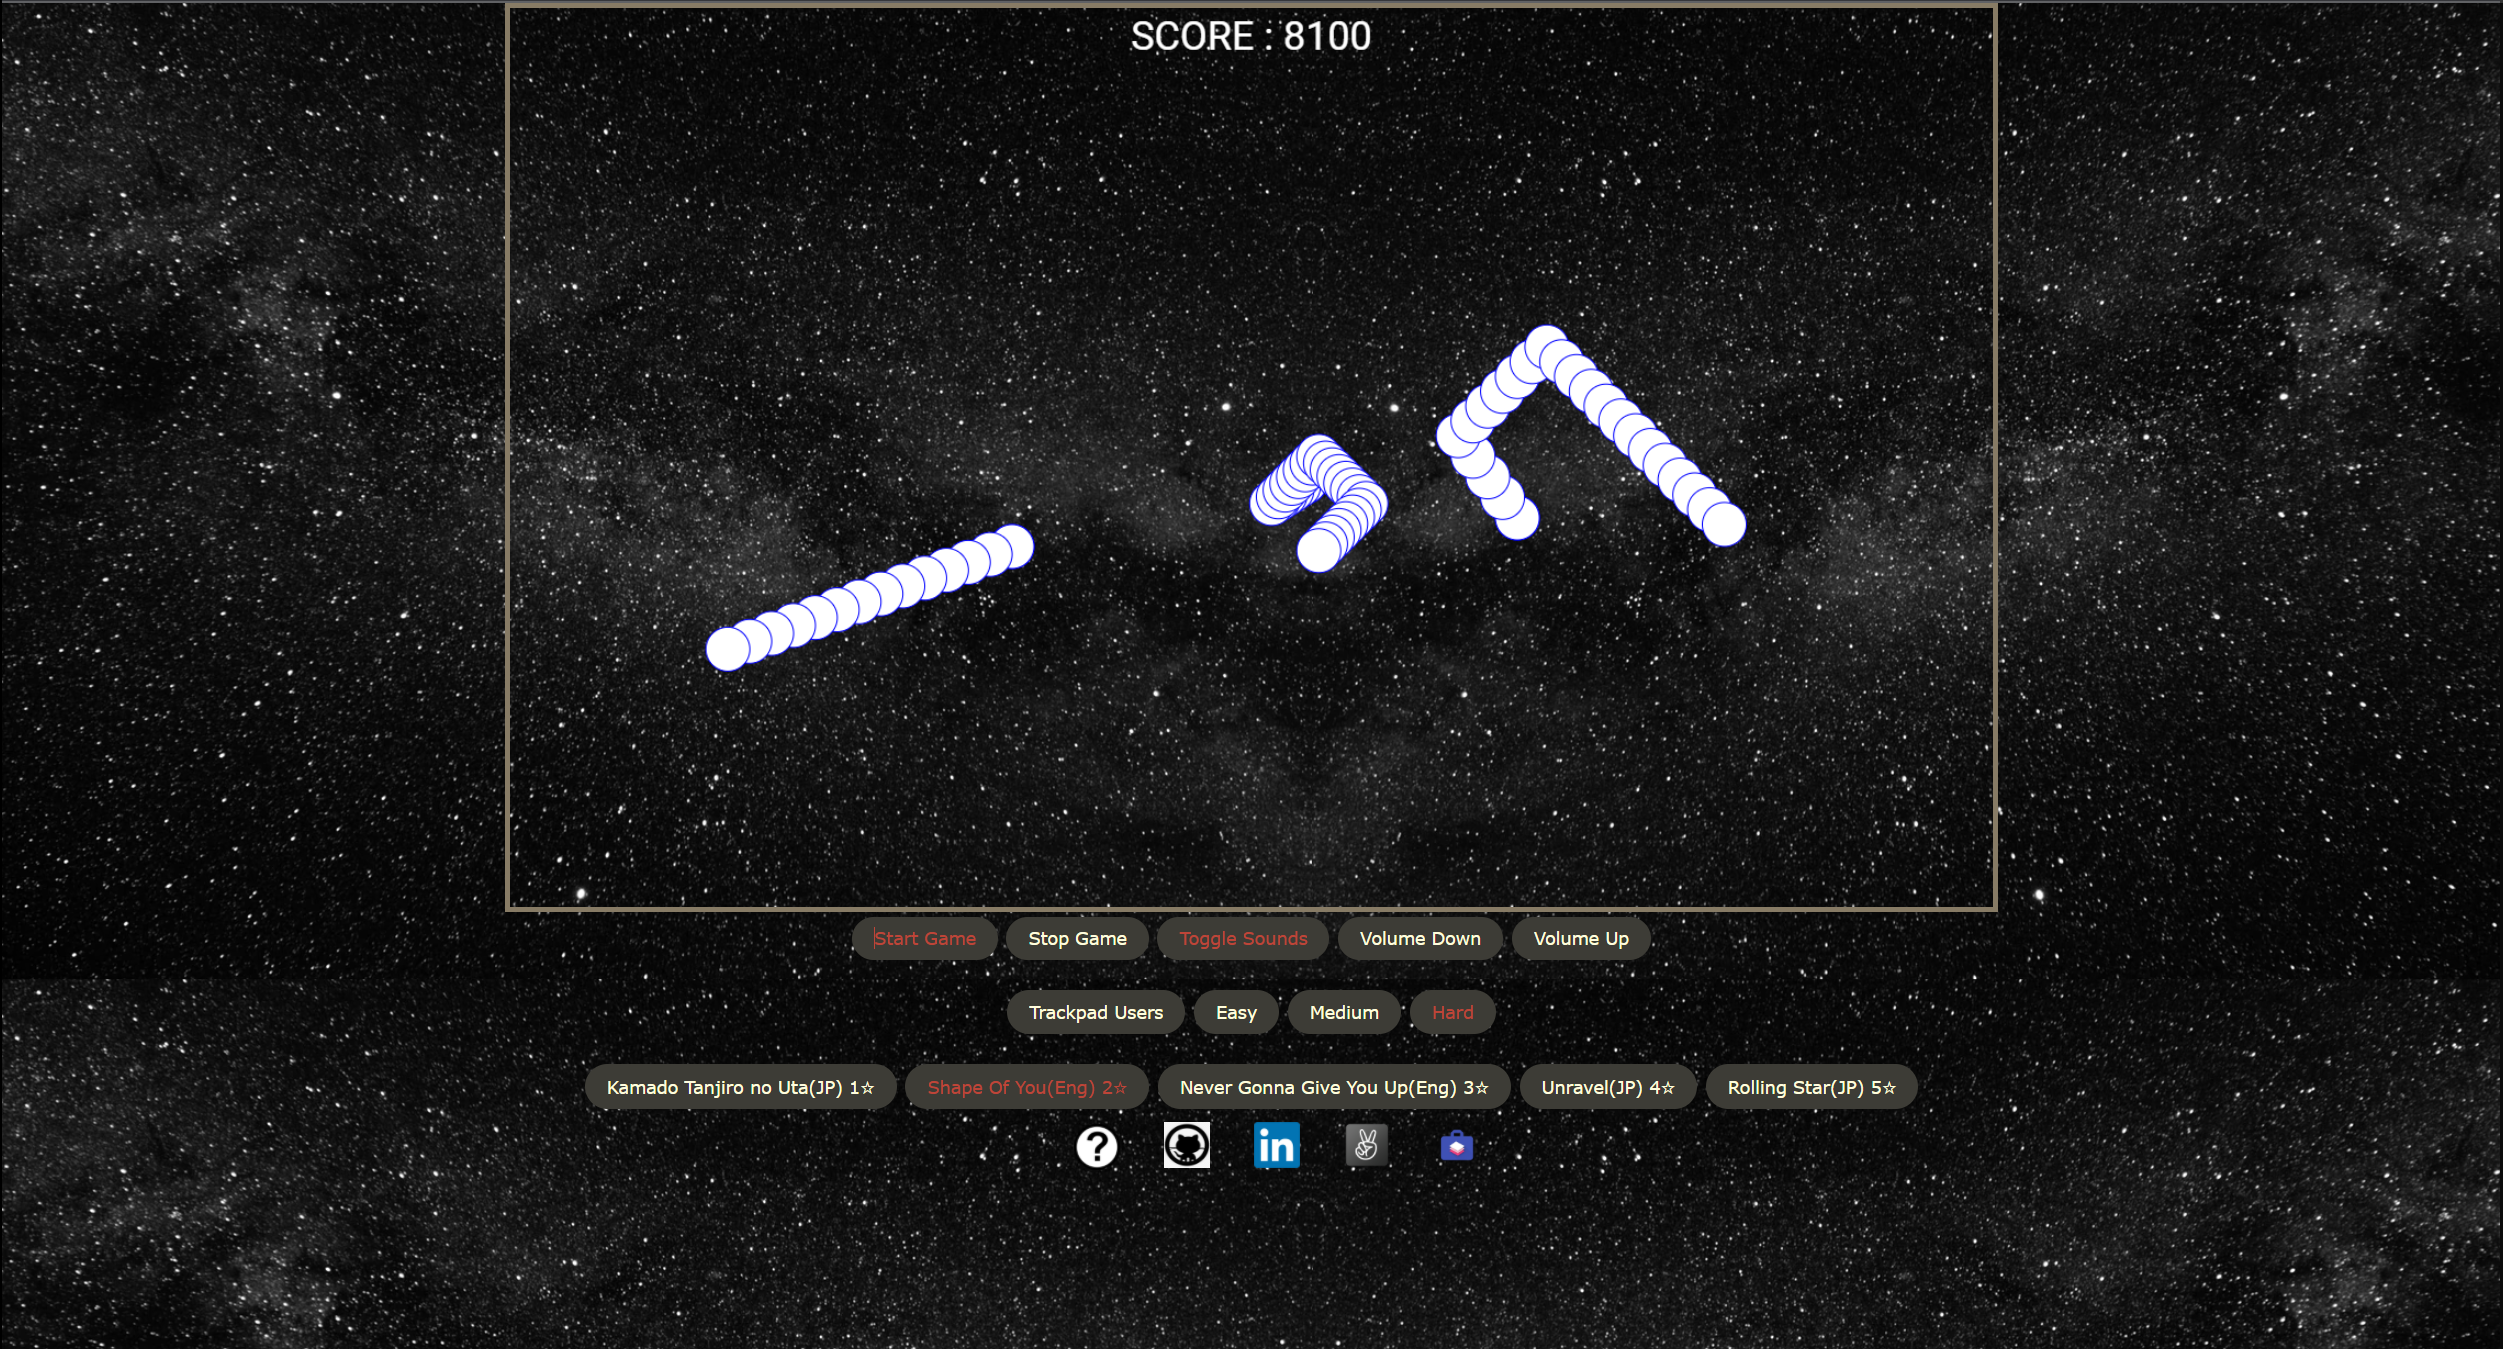 SCORE : 8100
Start Game Stop Game Toggle Sounds Volume Down Volume Up
Trackpad Users Easy Medium Hard
Kamado Tanjiro no Uta(JP) 1☆ Shape Of You(Eng) 2☆ Never Gonna Give You Up(Eng) 3☆ Unravel(JP) 4☆ Rolling Star(JP) 5☆
? in